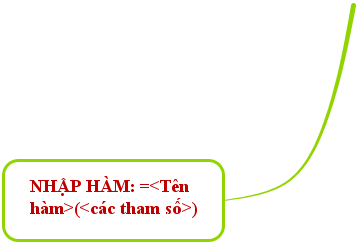 NHẬP HÀM: =<Tên
hàm>(<các tham số>)